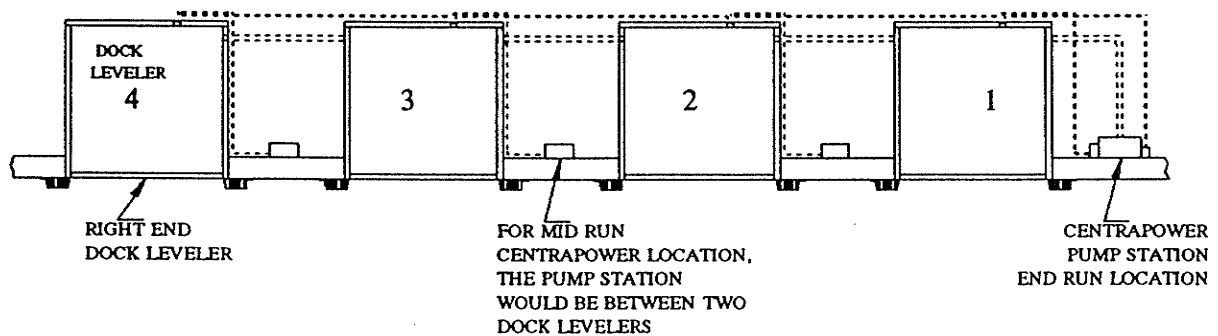 DOCK
LEVELER
4
3
2
1
RIGHT END
DOCK LEVELER
FOR MID RUN
CENTRAPOWER LOCATION,
THE PUMP STATION
WOULD BE BETWEEN TWO
DOCK LEVELERS
CENTRAPOWER
PUMP STATION
END RUN LOCATION